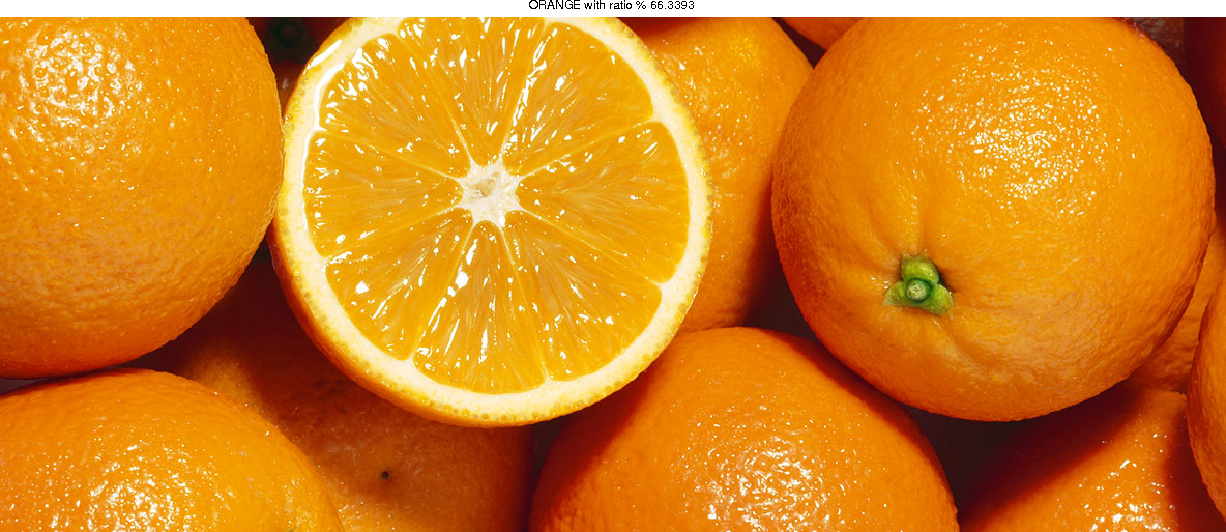 ORANGE with ratio % 66.3393